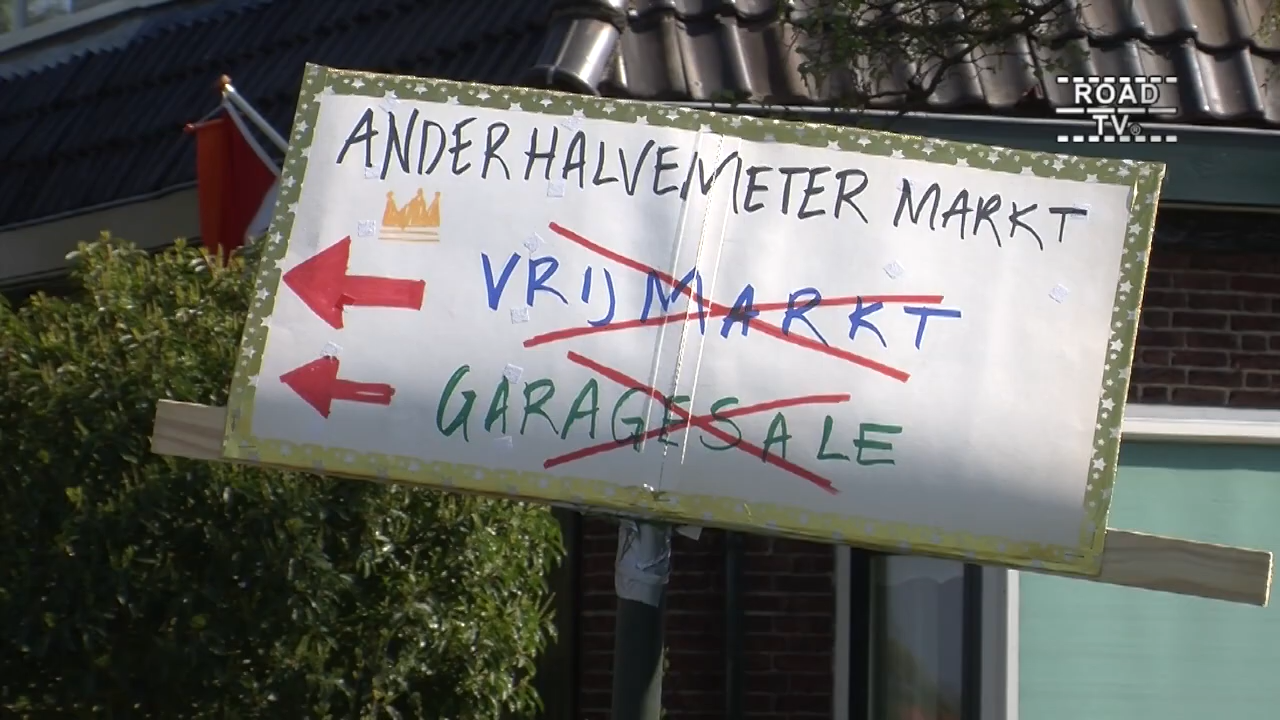 ROAD
TV®
ANDERHALVEMETER MARKT
VRIJMARKT
GARAGESALE